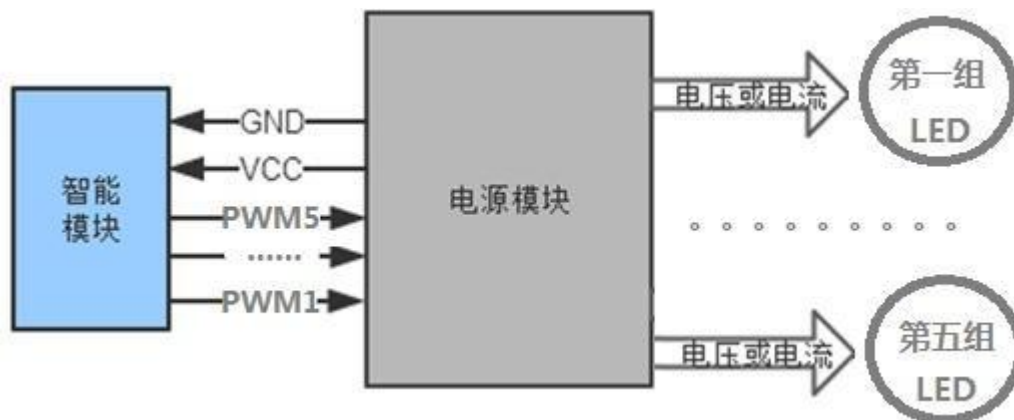 智能
模块
GND
VCC
PWM5
......
PWM1
电源模块
电压或电流
第一组
LED
电压或电流
第五组
LED